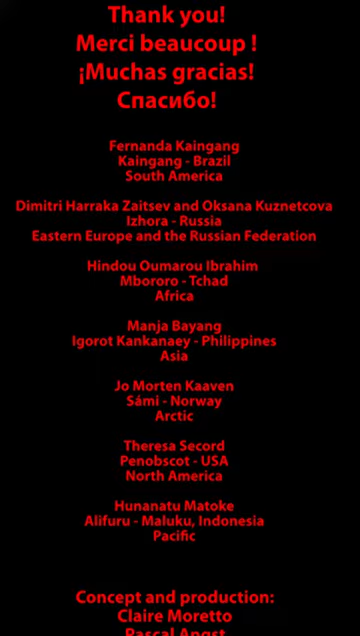 Thank you!
Merci beaucoup !
¡Muchas gracias!
Спасибо!
Fernanda Kaingang
Kaingang - Brazil
South America
Dimitri Harraka Zaitsev and Oksana Kuznetcova
Izhora - Russia
Eastern Europe and the Russian Federation
Hindou Oumarou Ibrahim
Mbororo - Tchad
Africa
Manja Bayang
Igorot Kankanaey - Philippines
Asia
Jo Morten Kaaven
Sámi - Norway
Arctic
Theresa Secord
Penobscot - USA
North America
Hunanatu Matoke
Alifuru - Maluku, Indonesia
Pacific
Concept and production:
Claire Moretto
Pascal Angst